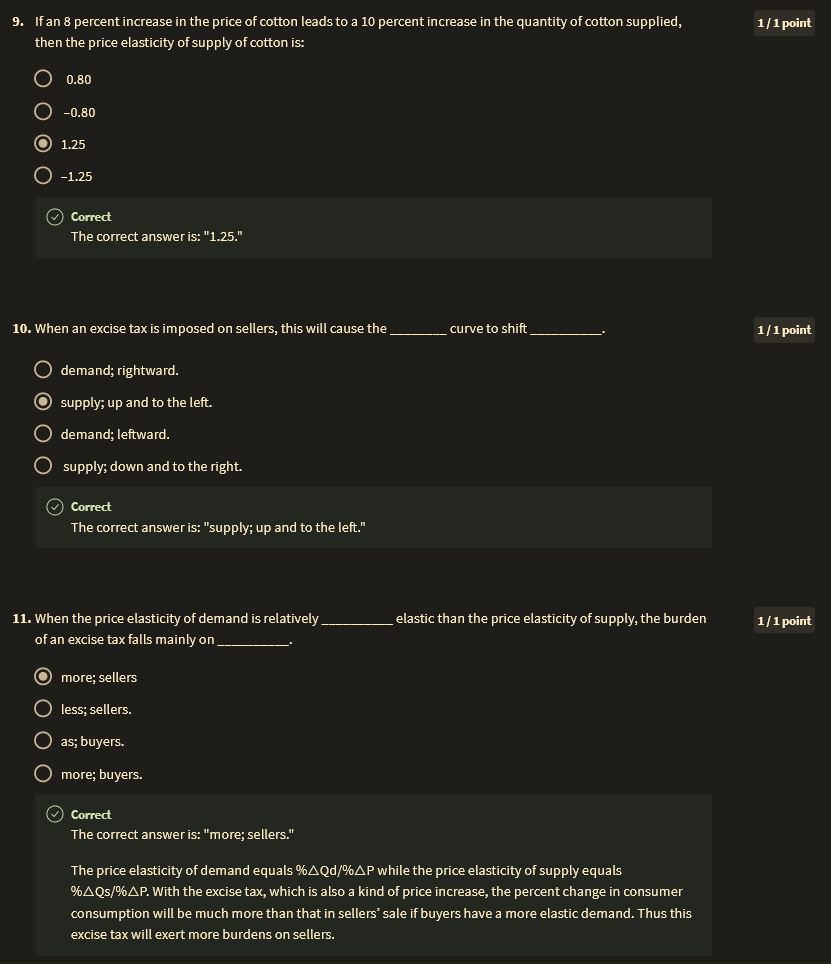 9. If an 8 percent increase in the price of cotton leads to a 10 percent increase in the quantity of cotton supplied,
1 / 1 point
then the price elasticity of supply of cotton is:
0.80
–0.80
1.25
–1.25
Correct
The correct answer is: "1.25."
10. When an excise tax is imposed on sellers, this will cause the ________ curve to shift __________.
1 / 1 point
demand; rightward.
supply; up and to the left.
demand; leftward.
supply; down and to the right.
Correct
The correct answer is: "supply; up and to the left."
11. When the price elasticity of demand is relatively __________ elastic than the price elasticity of supply, the burden
1 / 1 point
of an excise tax falls mainly on __________.
more; sellers
less; sellers.
as; buyers.
more; buyers.
Correct
The correct answer is: "more; sellers."
The price elasticity of demand equals %△Qd/%△P while the price elasticity of supply equals
%△Qs/%△P. With the excise tax, which is also a kind of price increase, the percent change in consumer
consumption will be much more than that in sellers’ sale if buyers have a more elastic demand. Thus this
excise tax will exert more burdens on sellers.